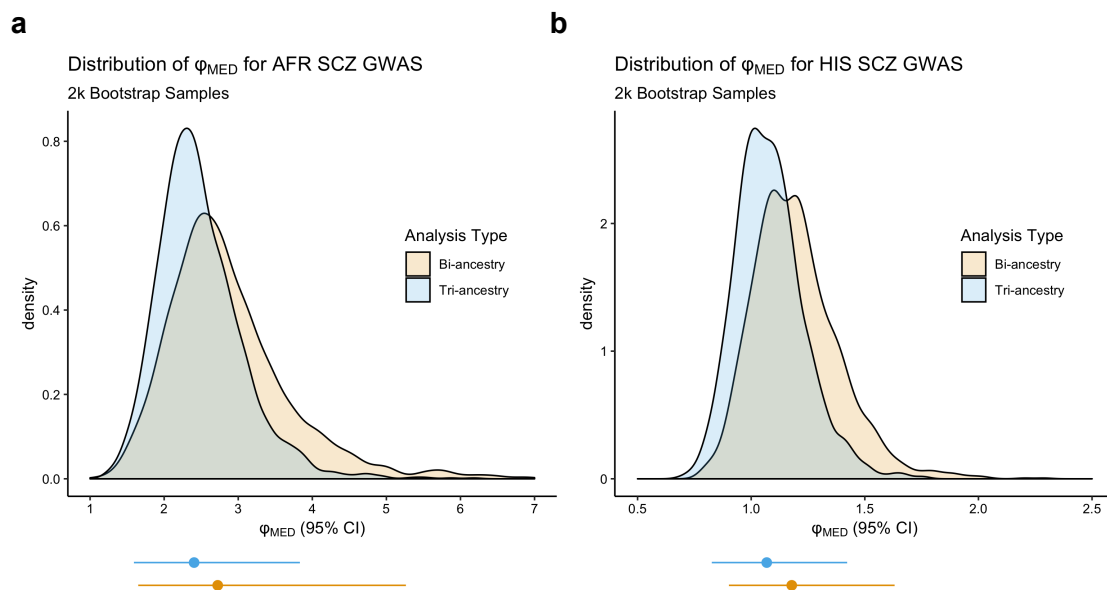 a
Distribution of φMED for AFR SCZ GWAS
2k Bootstrap Samples
density
0.8
0.6
0.4
0.2
0.0
1 2 3 4 5 6 7
φMED (95% CI)
Analysis Type
Bi-ancestry
Tri-ancestry
b
Distribution of φMED for HIS SCZ GWAS
2k Bootstrap Samples
density
2
1
0
0.5 1.0 1.5 2.0 2.5
φMED (95% CI)
Analysis Type
Bi-ancestry
Tri-ancestry